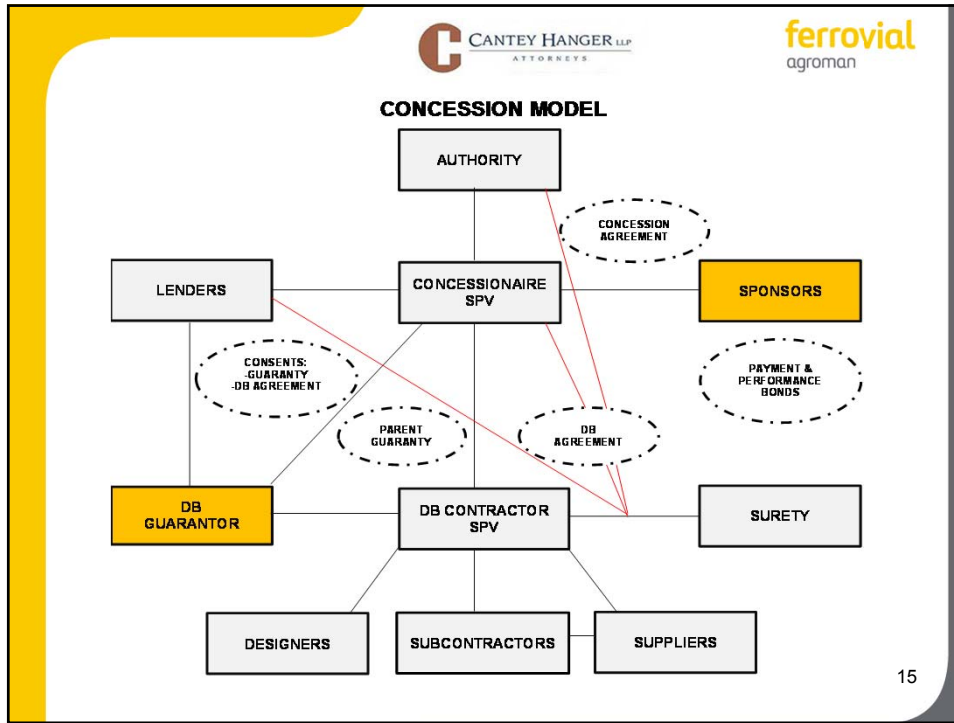 CANTEY HANGER LLP
ATTORNEYS
ferrovial
agroman
CONCESSION MODEL
AUTHORITY
CONCESSION
AGREEMENT
LENDERS
CONCESSIONAIRE
SPV
SPONSORS
CONSENTS:
-GUARANTY
-DB AGREEMENT
PAYMENT &
PERFORMANCE
BONDS
PARENT
GUARANTY
DB
AGREEMENT
DB
GUARANTOR
DB CONTRACTOR
SPV
SURETY
DESIGNERS
SUBCONTRACTORS
SUPPLIERS
15